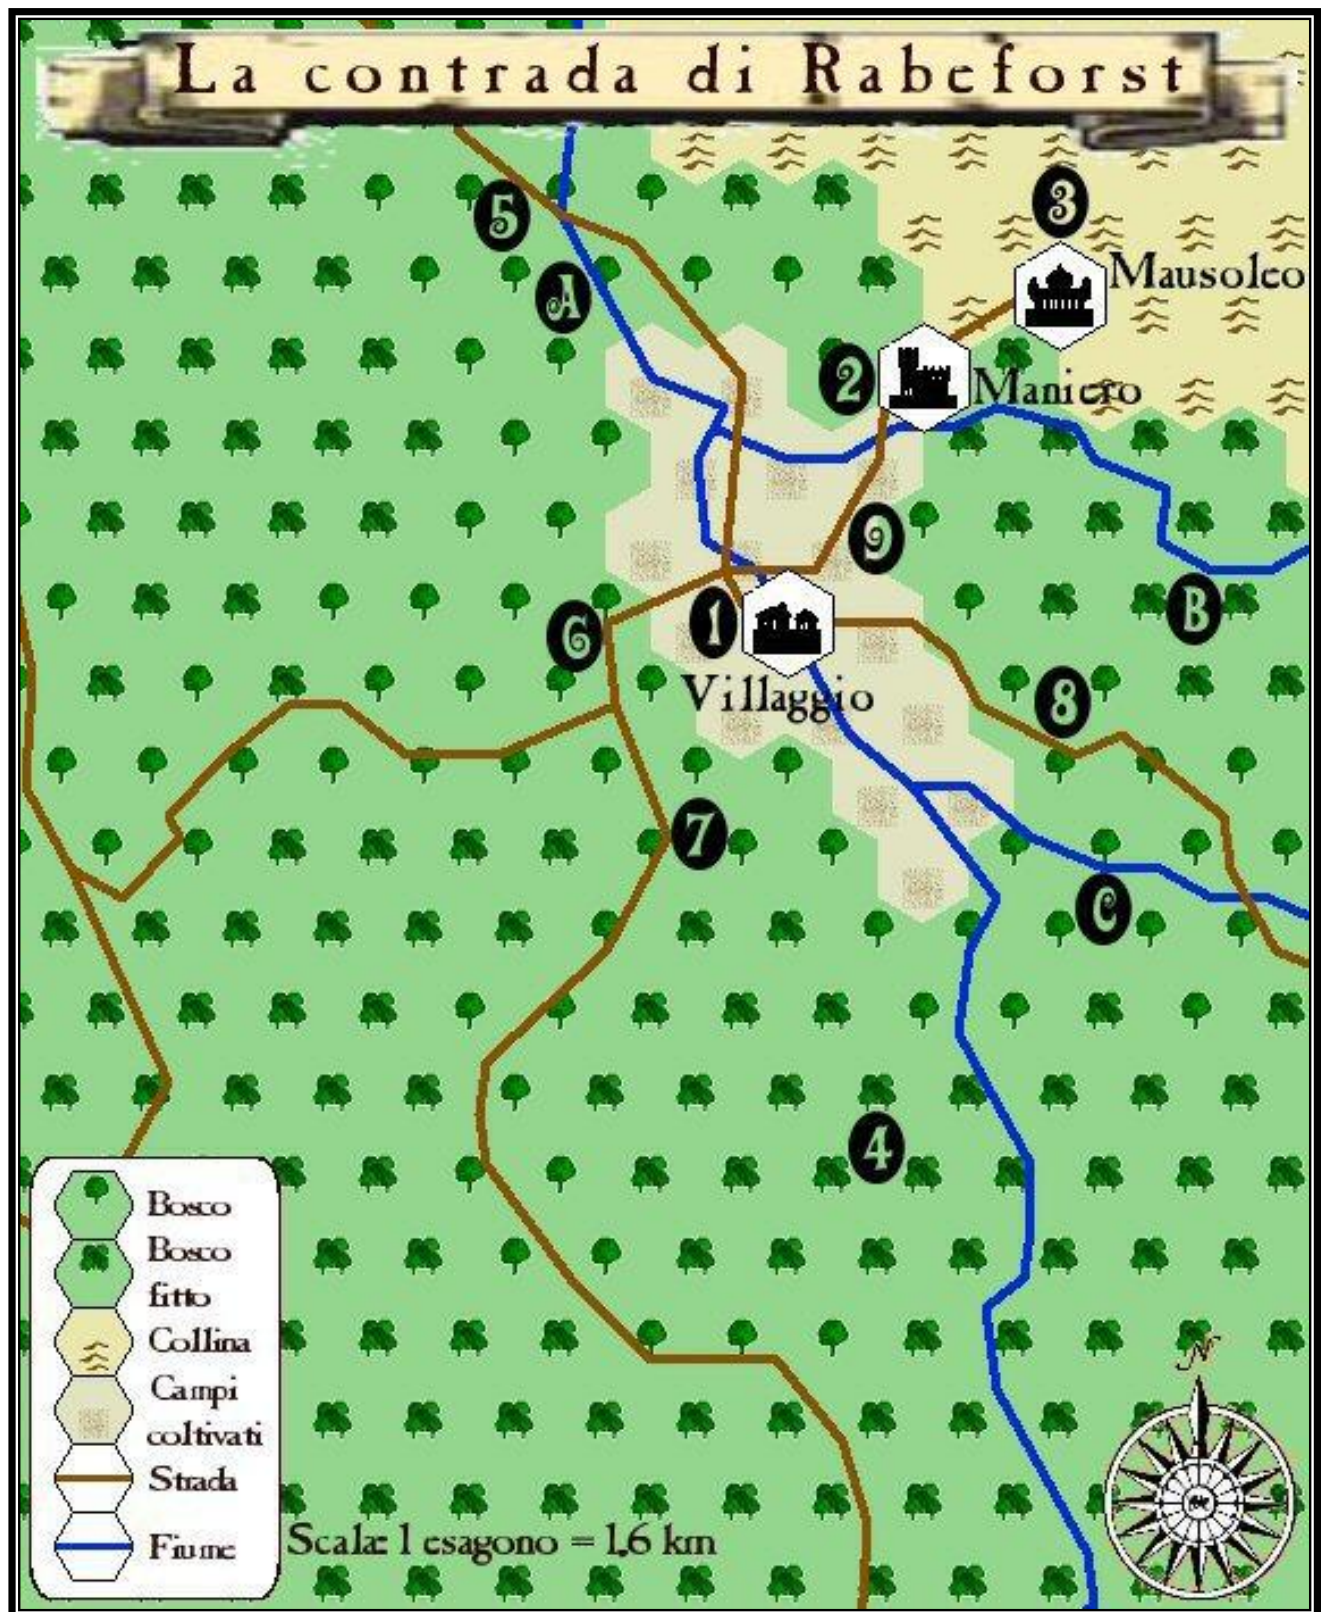 La contrada di Rabeforst
5
3
A
Mausoleo
2
Maniero
9
B
6
1
Villaggio
8
7
C
4
Bosco
Bosco
fitto
Collina
Campi
coltivati
Strada
Fiume
Scala: 1 esagono = 1,6 km
N